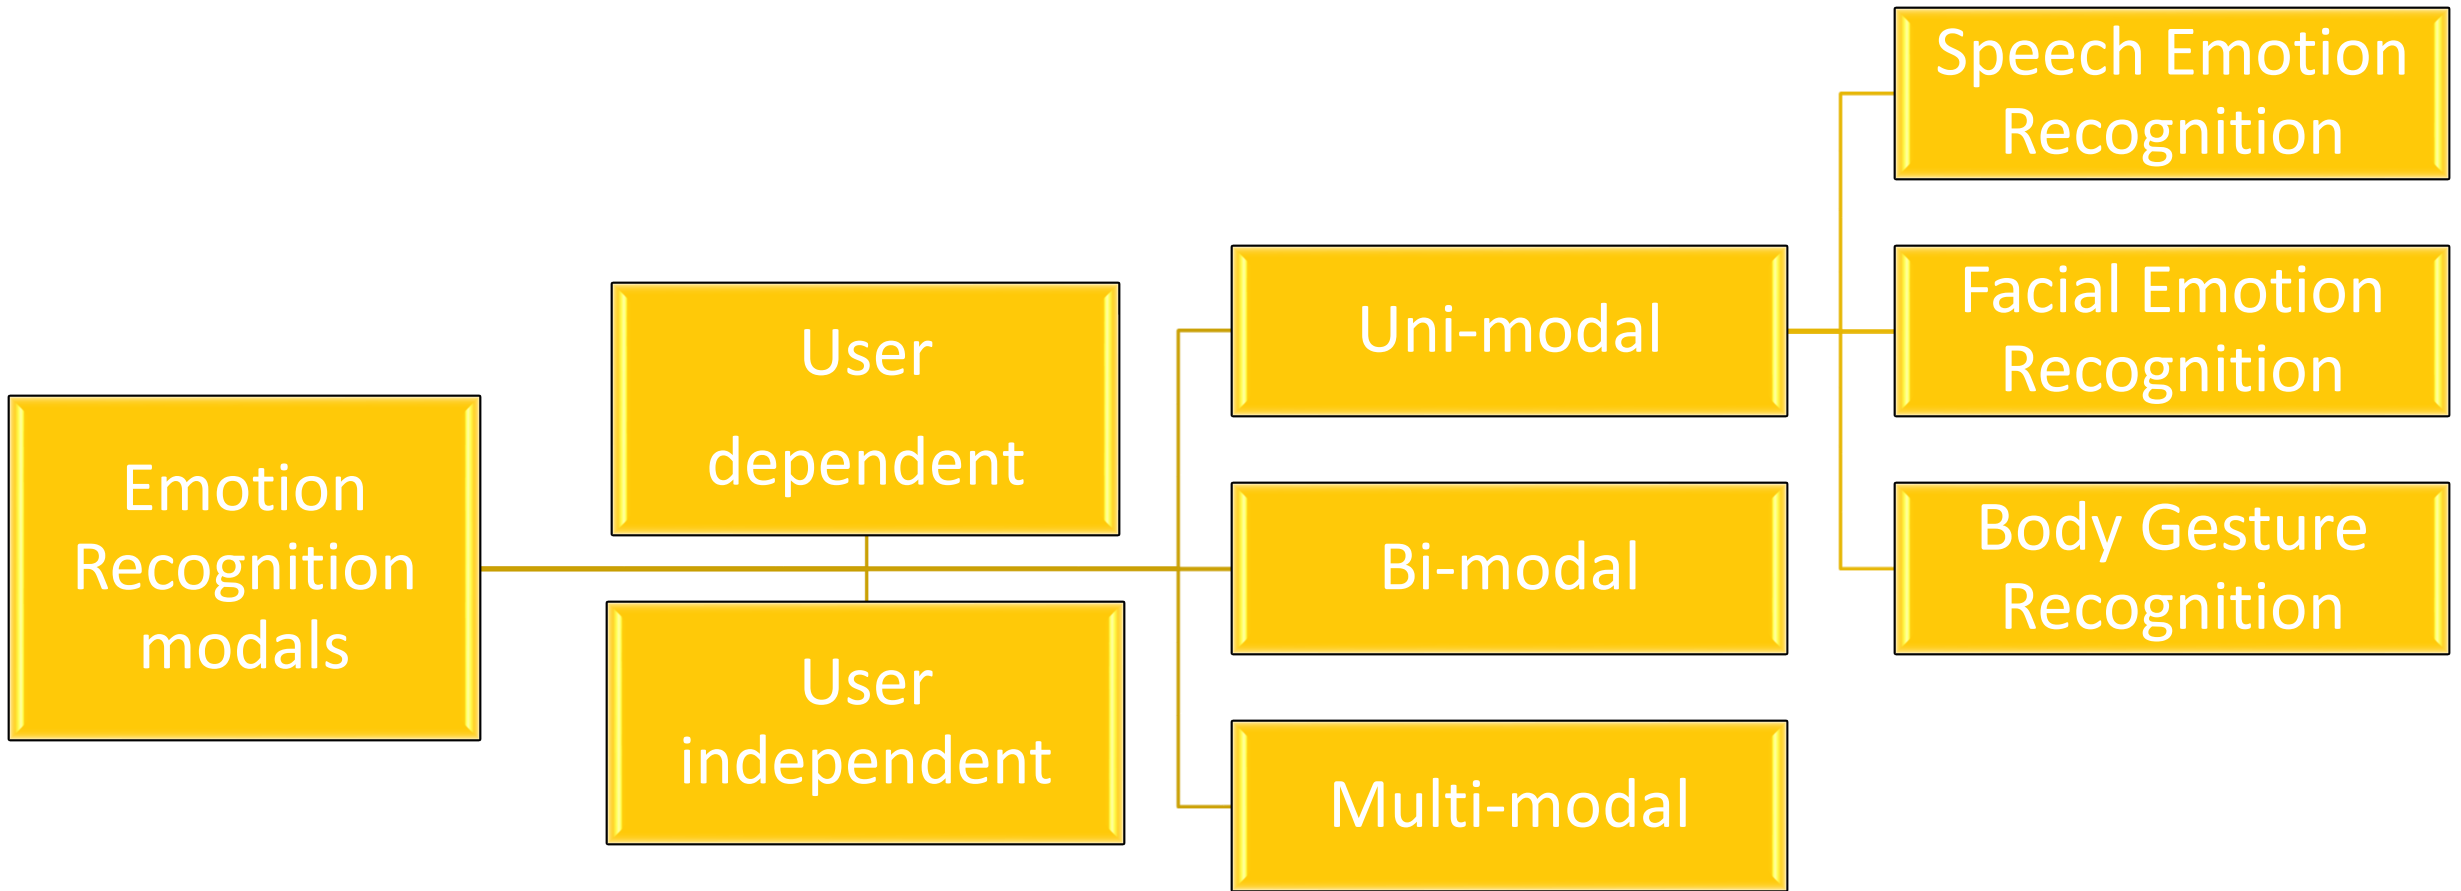 Emotion
Recognition
modals
User
dependent
User
independent
Uni-modal
Bi-modal
Multi-modal
Speech Emotion
Recognition
Facial Emotion
Recognition
Body Gesture
Recognition